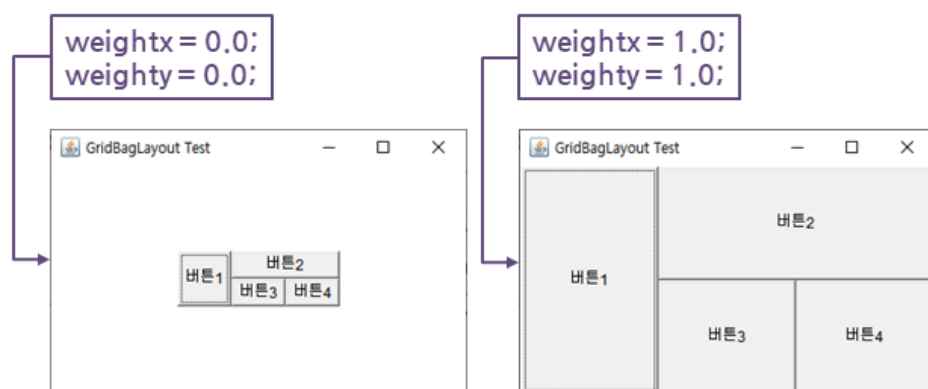 weightx = 0.0;
weighty = 0.0;
weightx = 1.0;
weighty = 1.0;
GridBagLayout Test
버튼1
버튼2
버튼3
버튼4
GridBagLayout Test
버튼1
버튼2
버튼3
버튼4